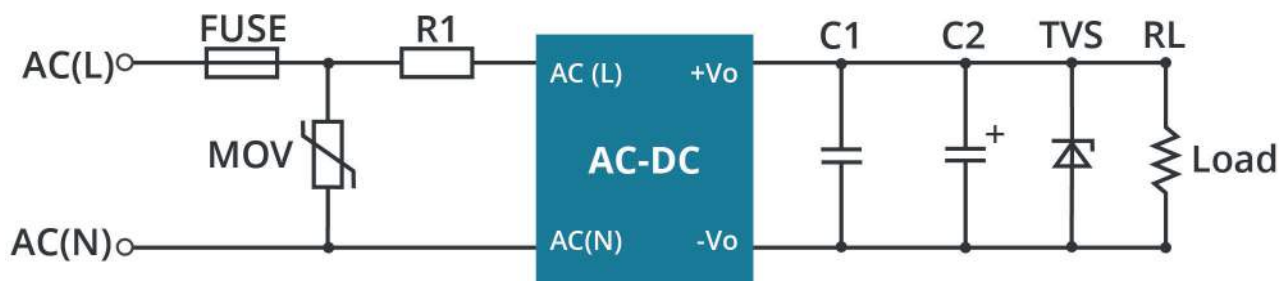 FUSE R1 C1 C2 TVS RL
AC(L) AC (L) +Vo
MOV AC-DC + Load
AC(N) AC(N) -Vo